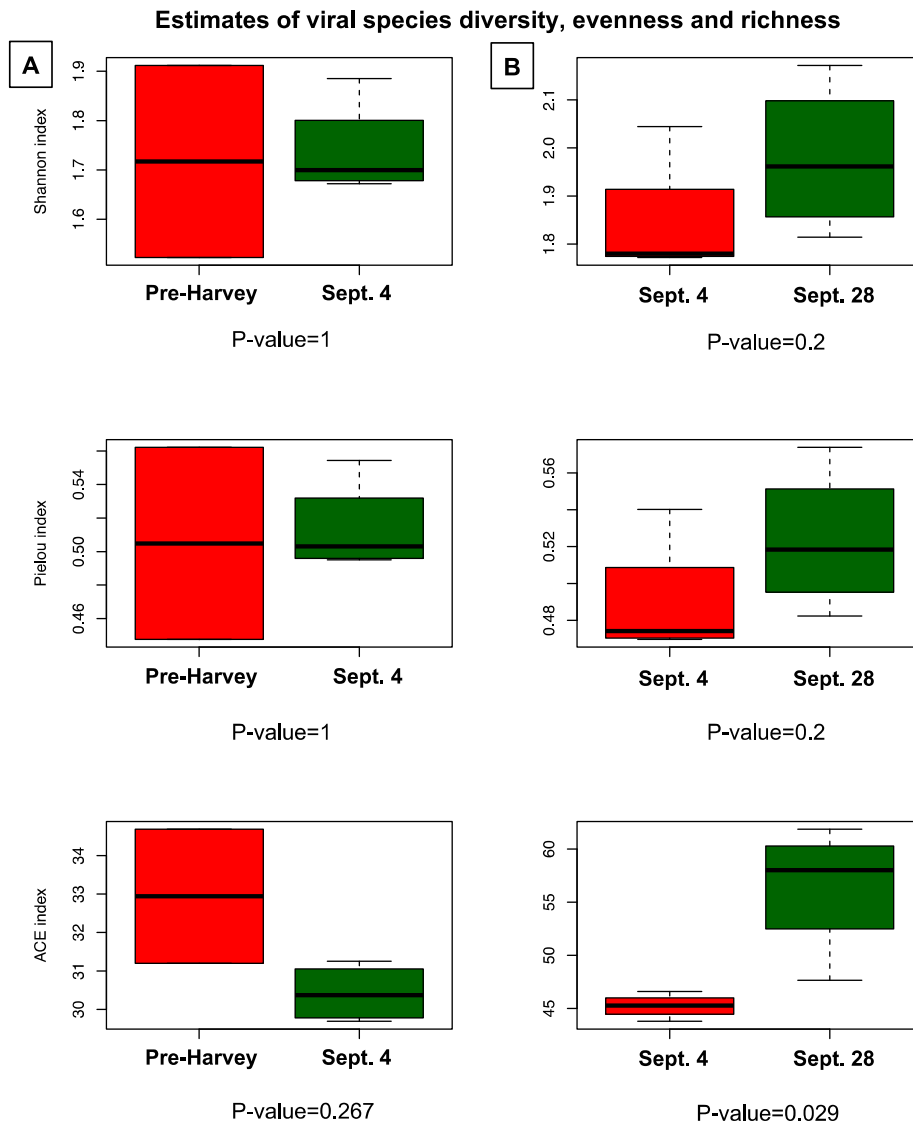 Estimates of viral species diversity, evenness and richness
A
Shannon index
1.9
1.8
1.7
1.6
Pre-Harvey Sept. 4
P-value=1
B
2.1
2.0
1.9
1.8
Sept. 4 Sept. 28
P-value=0.2
Pielou index
0.54
0.50
0.46
Pre-Harvey Sept. 4
P-value=1
0.56
0.52
0.48
Sept. 4 Sept. 28
P-value=0.2
ACE index
34
33
32
31
30
Pre-Harvey Sept. 4
P-value=0.267
60
55
50
45
Sept. 4 Sept. 28
P-value=0.029